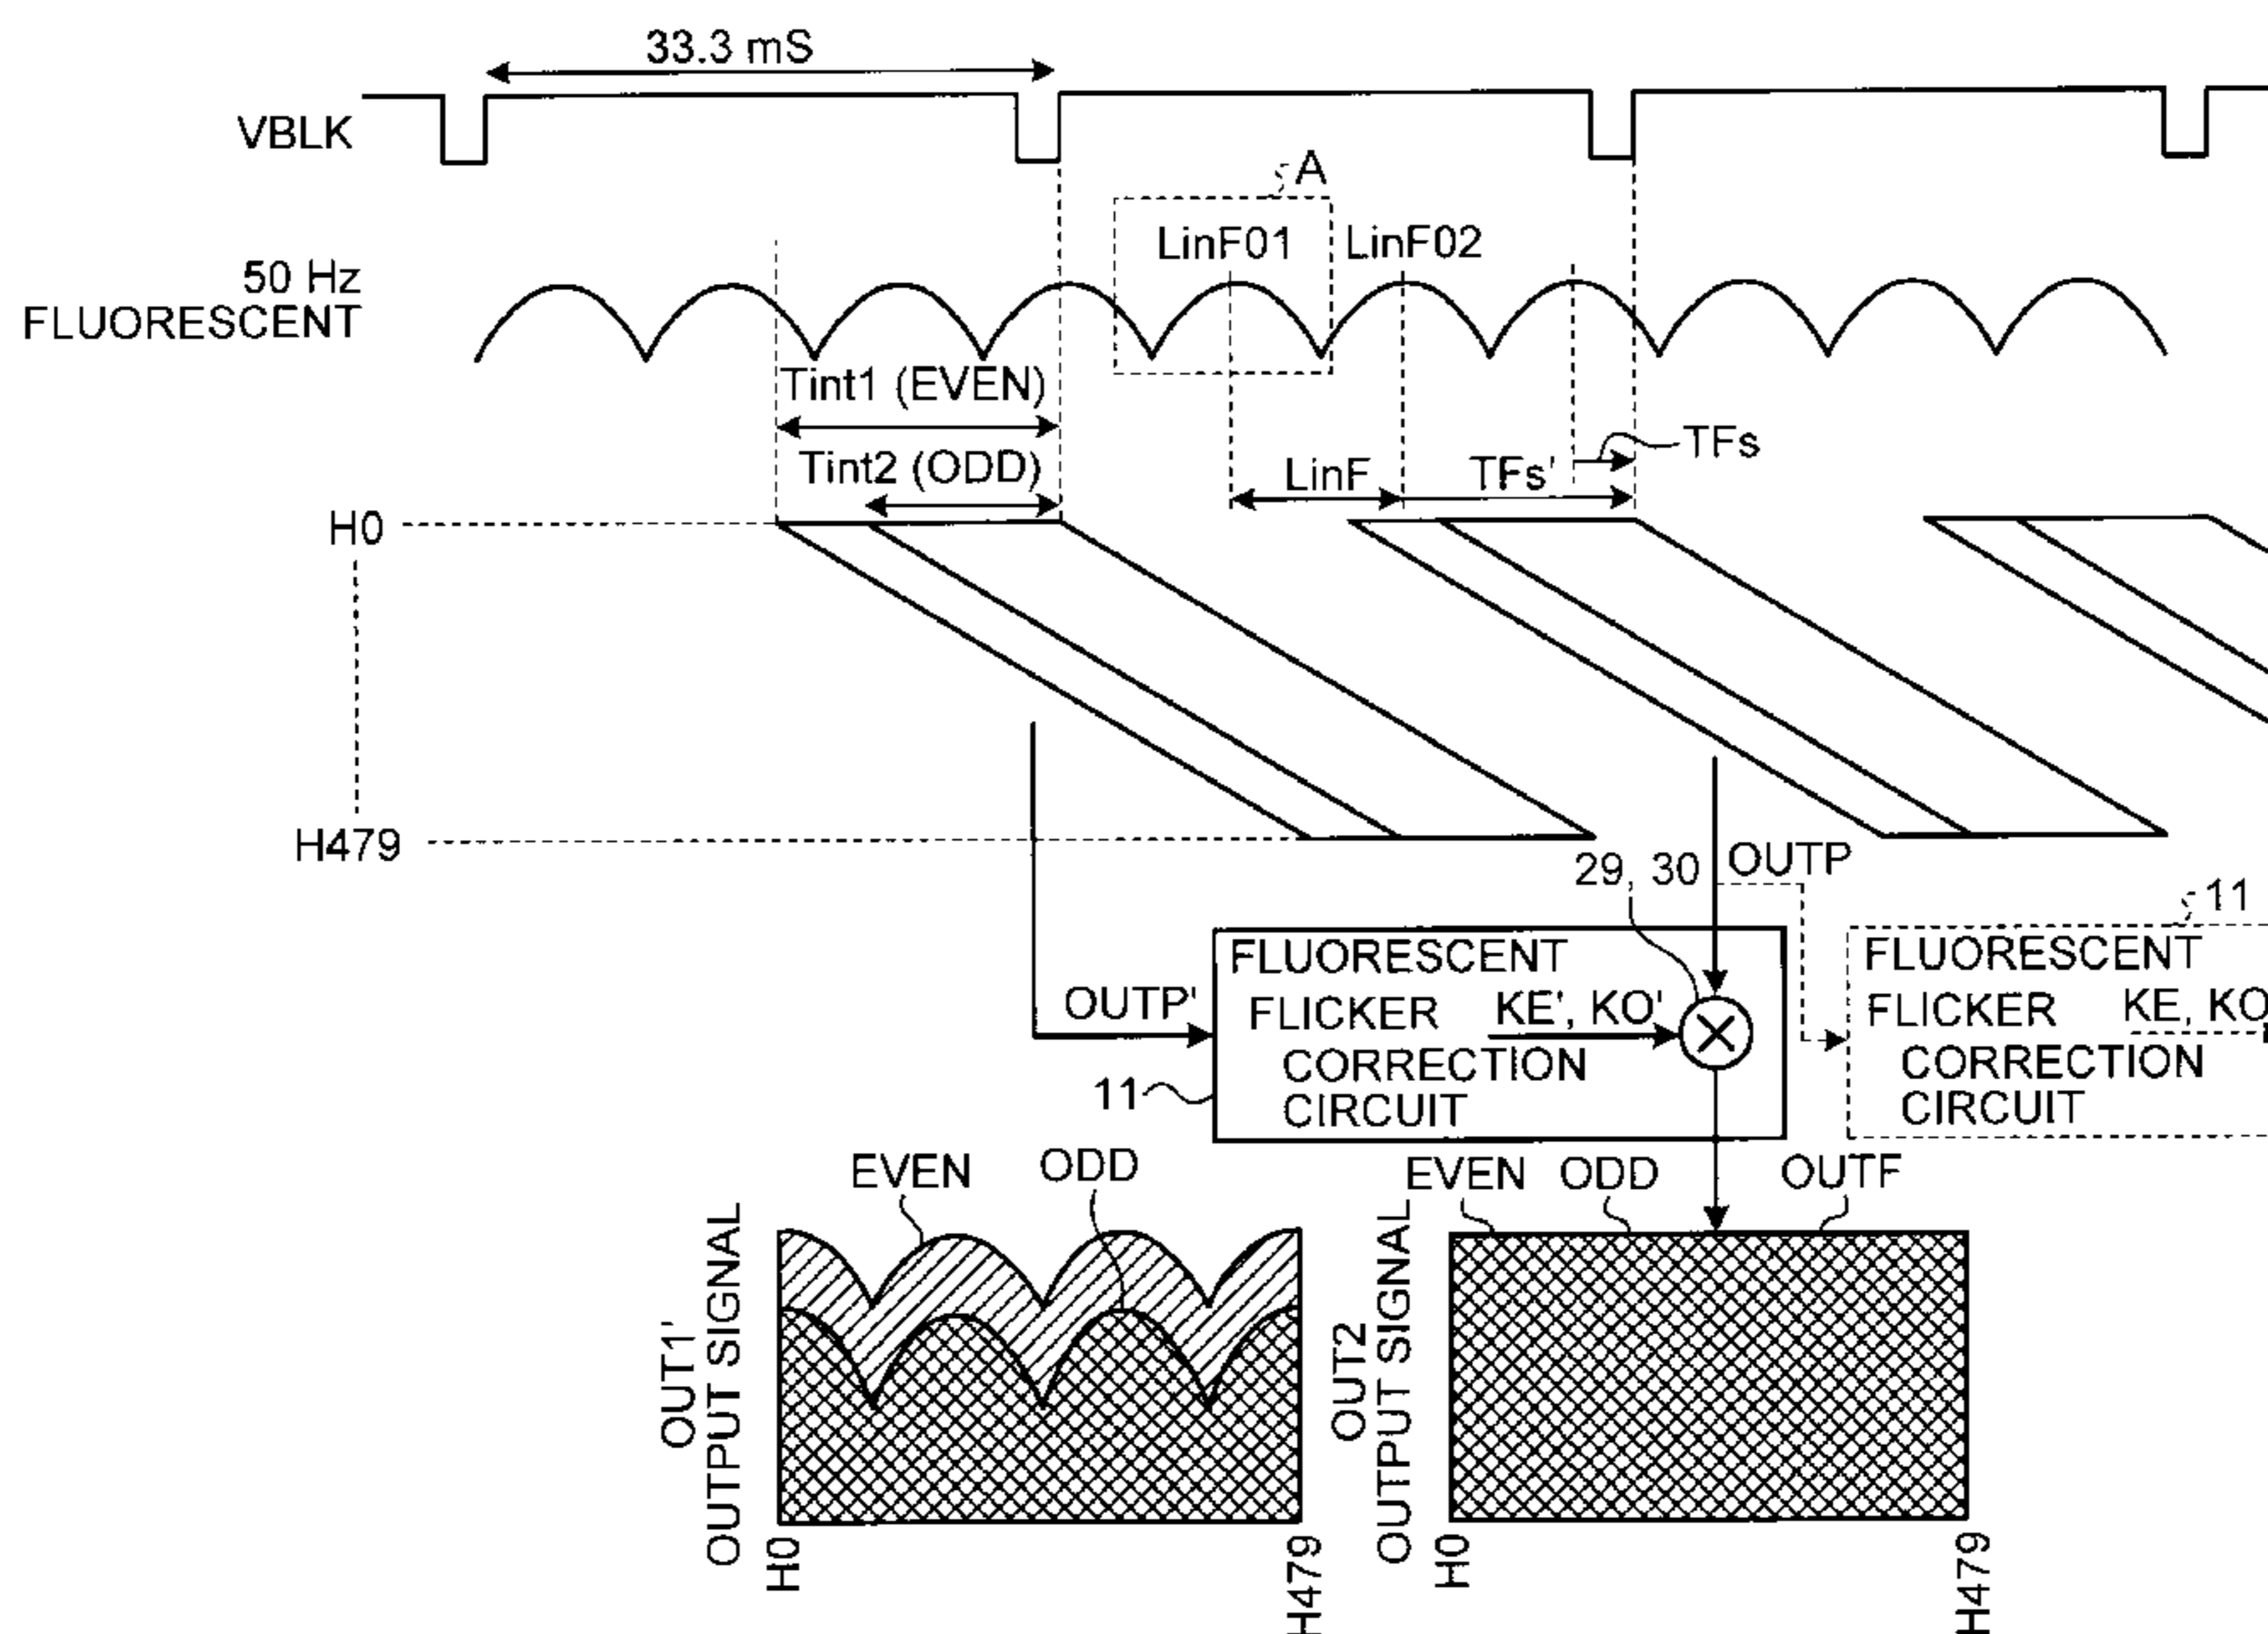 33.3 mS
VBLK
A
LinF01
LinF02
50 Hz
FLUORESCENT
Tint1 (EVEN)
Tint2 (ODD)
LinF
TFs'
TFs
H0
H479
29, 30
OUTP
11
FLUORESCENT
FLICKER
CORRECTION
CIRCUIT
KE', KO'
OUTP'
11
FLUORESCENT
FLICKER
CORRECTION
CIRCUIT
KE, KO
EVEN
ODD
OUT1'
OUTPUT SIGNAL
H0
H479
EVEN
ODD
OUTF
OUT2
OUTPUT SIGNAL
H0
H479